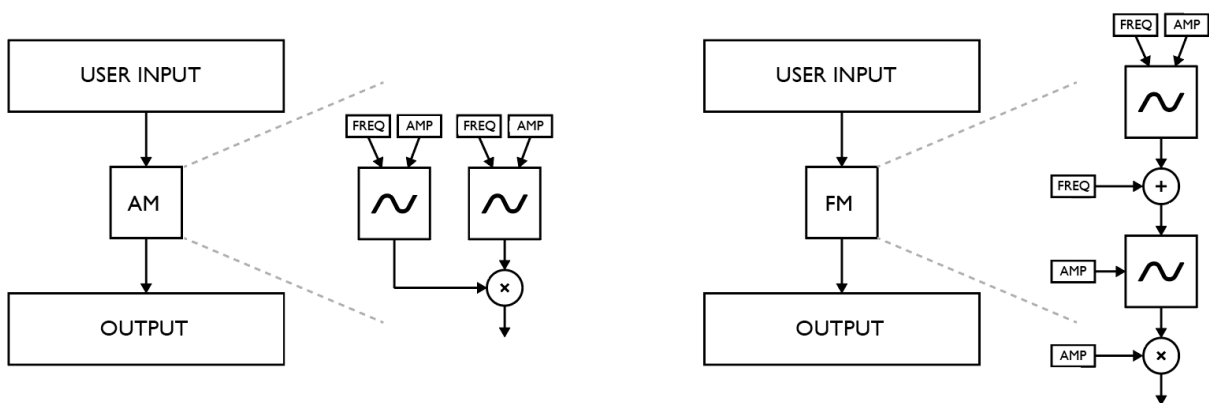 USER INPUT
AM
OUTPUT
FREQ
AMP
FREQ
AMP
×
USER INPUT
FM
OUTPUT
FREQ
AMP
FREQ
+
AMP
AMP
×